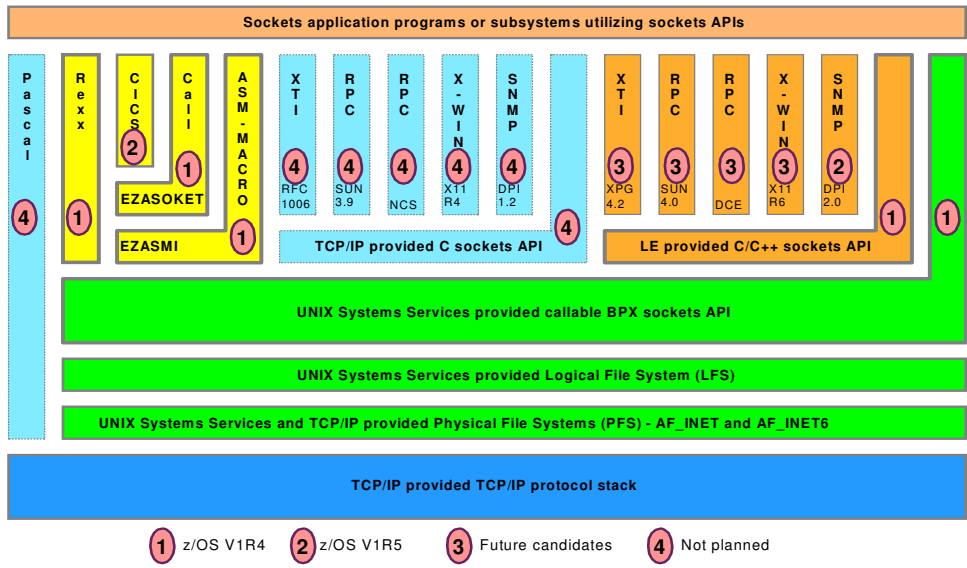 Sockets application programs or subsystems utilizing sockets APIs
Pascal
4
Rexx
1
CICS
2
Call
1
EZASOKET
ASM-MACRO
1
EZASMI
XTI
4
RFC
1006
RPC
4
SUN
3.9
RPC
4
NCS
X-WIN
4
X11
R4
SNMP
4
DPI
1.2
4
TCP/IP provided C sockets API
XTI
3
XPG
4.2
RPC
3
SUN
4.0
RPC
3
DCE
X-WIN
3
X11
R6
SNMP
2
DPI
2.0
1
LE provided C/C++ sockets API
1
UNIX Systems Services provided callable BPX sockets API
UNIX Systems Services provided Logical File System (LFS)
UNIX Systems Services and TCP/IP provided Physical File Systems (PFS) - AF_INET and AF_INET6
TCP/IP provided TCP/IP protocol stack
1 z/OS V1R4
2 z/OS V1R5
3 Future candidates
4 Not planned